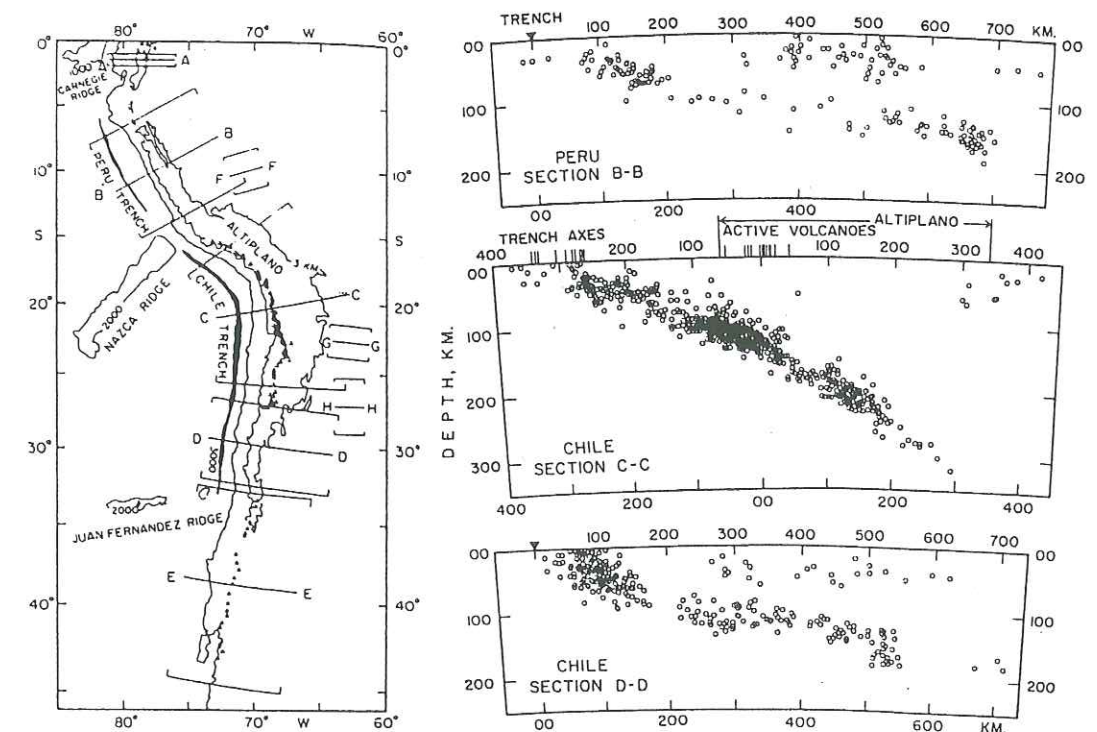 80° 70° W 60°
0° 0°
A A
1000
CARNEGIE
RIDGE
B
F
F
10° 10°
PERU TRENCH
B
S S
ALTIPLANO
3 KM
NAZCA RIDGE
2000
CHILE TRENCH
C
C
20° 20°
G G
H H
D
D
30° 30°
5000
2000
JUAN FERNANDEZ RIDGE
E
E
40° 40°
80° 70° W 60°
TRENCH 100 200 300 400 500 600 700 KM.
00 00
100 100
200 200
PERU
SECTION B-B
00 200 400
ALTIPLANO
TRENCH AXES ACTIVE VOLCANOES
400 200 100 100 200 300 400
00 00
100 100
200 200
300 300
DEPTH, KM.
CHILE
SECTION C-C
400 200 00 200 400
100 200 300 400 500 600 700
00 00
100 100
200 200
CHILE
SECTION D-D
00 200 400 600 KM.